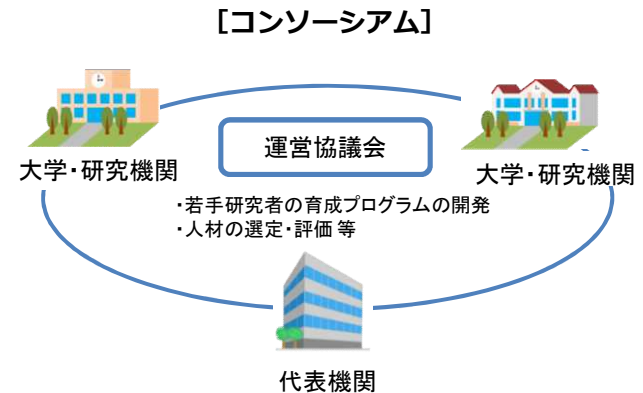 ［コンソーシアム］
運営協議会
大学・研究機関
大学・研究機関
・若手研究者の育成プログラムの開発
・人材の選定・評価 等
代表機関